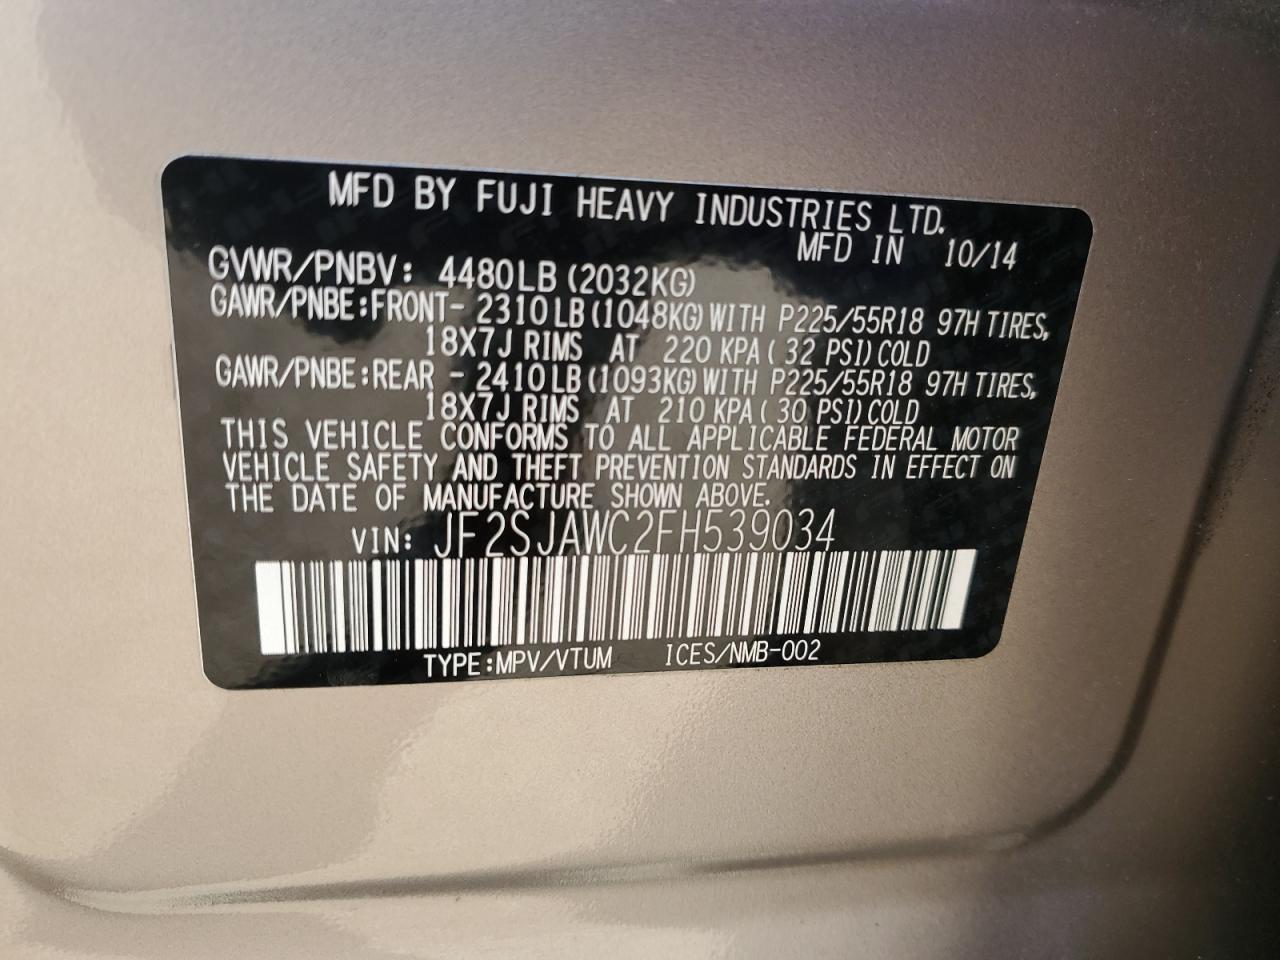 MFD BY FUJI HEAVY INDUSTRIES LTD.
MFD IN 10/14
GVWR/PNBV: 4480LB (2032KG)
GAWR/PNBE:FRONT- 2310LB(1048KG)WITH P225/55R18 97H TIRES,
18X7J RIMS AT 220 KPA( 32 PSI)COLD
GAWR/PNBE:REAR - 2410LB(1093KG)WITH P225/55R18 97H TIRES,
18X7J RIMS AT 210 KPA( 30 PSI)COLD
THIS VEHICLE CONFORMS TO ALL APPLICABLE FEDERAL MOTOR
VEHICLE SAFETY AND THEFT PREVENTION STANDARDS IN EFFECT ON
THE DATE OF MANUFACTURE SHOWN ABOVE.
VIN: JF2SJAWC2FH539034
TYPE:MPV/VTUM ICES/NMB-002